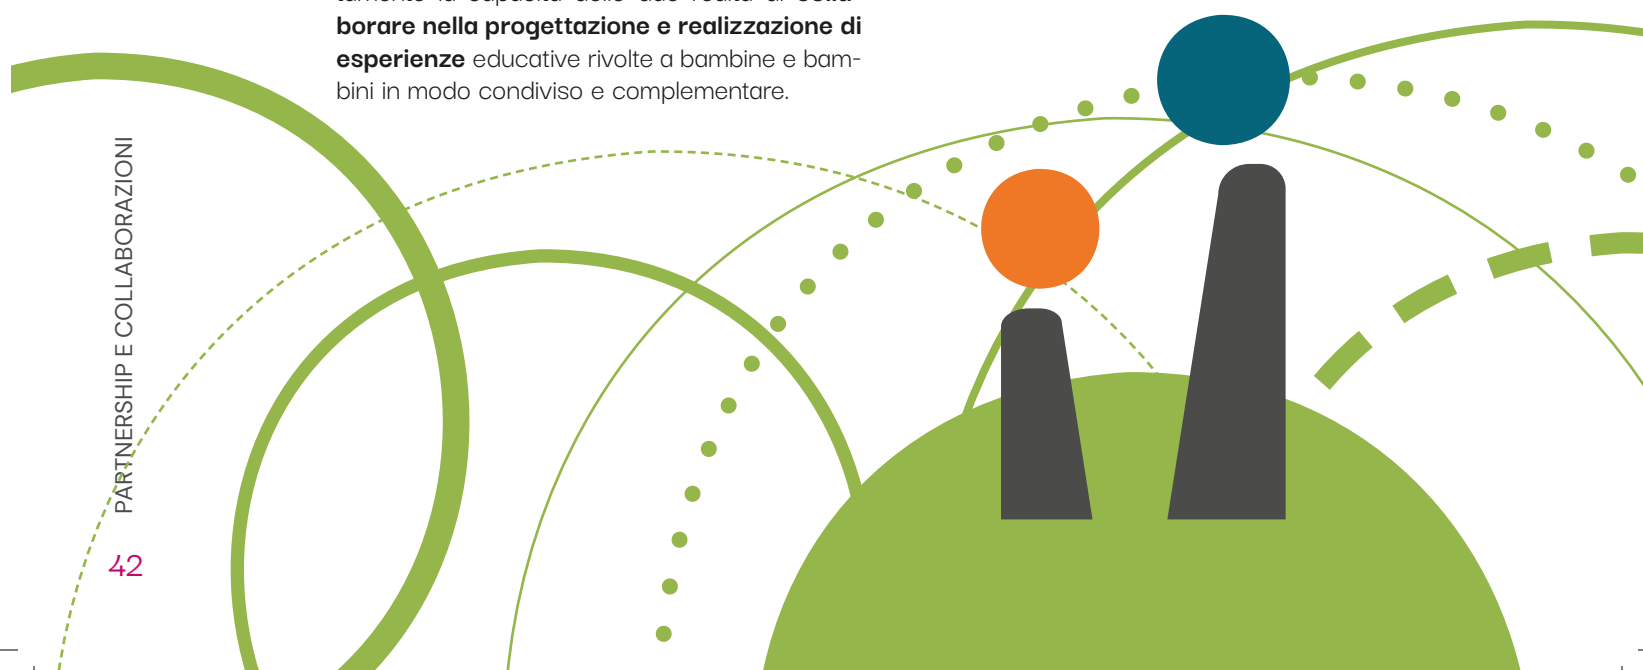 borare nella progettazione e realizzazione di
esperienze educative rivolte a bambine e bam-
bini in modo condiviso e complementare.
PARTNERSHIP E COLLABORAZIONI
42